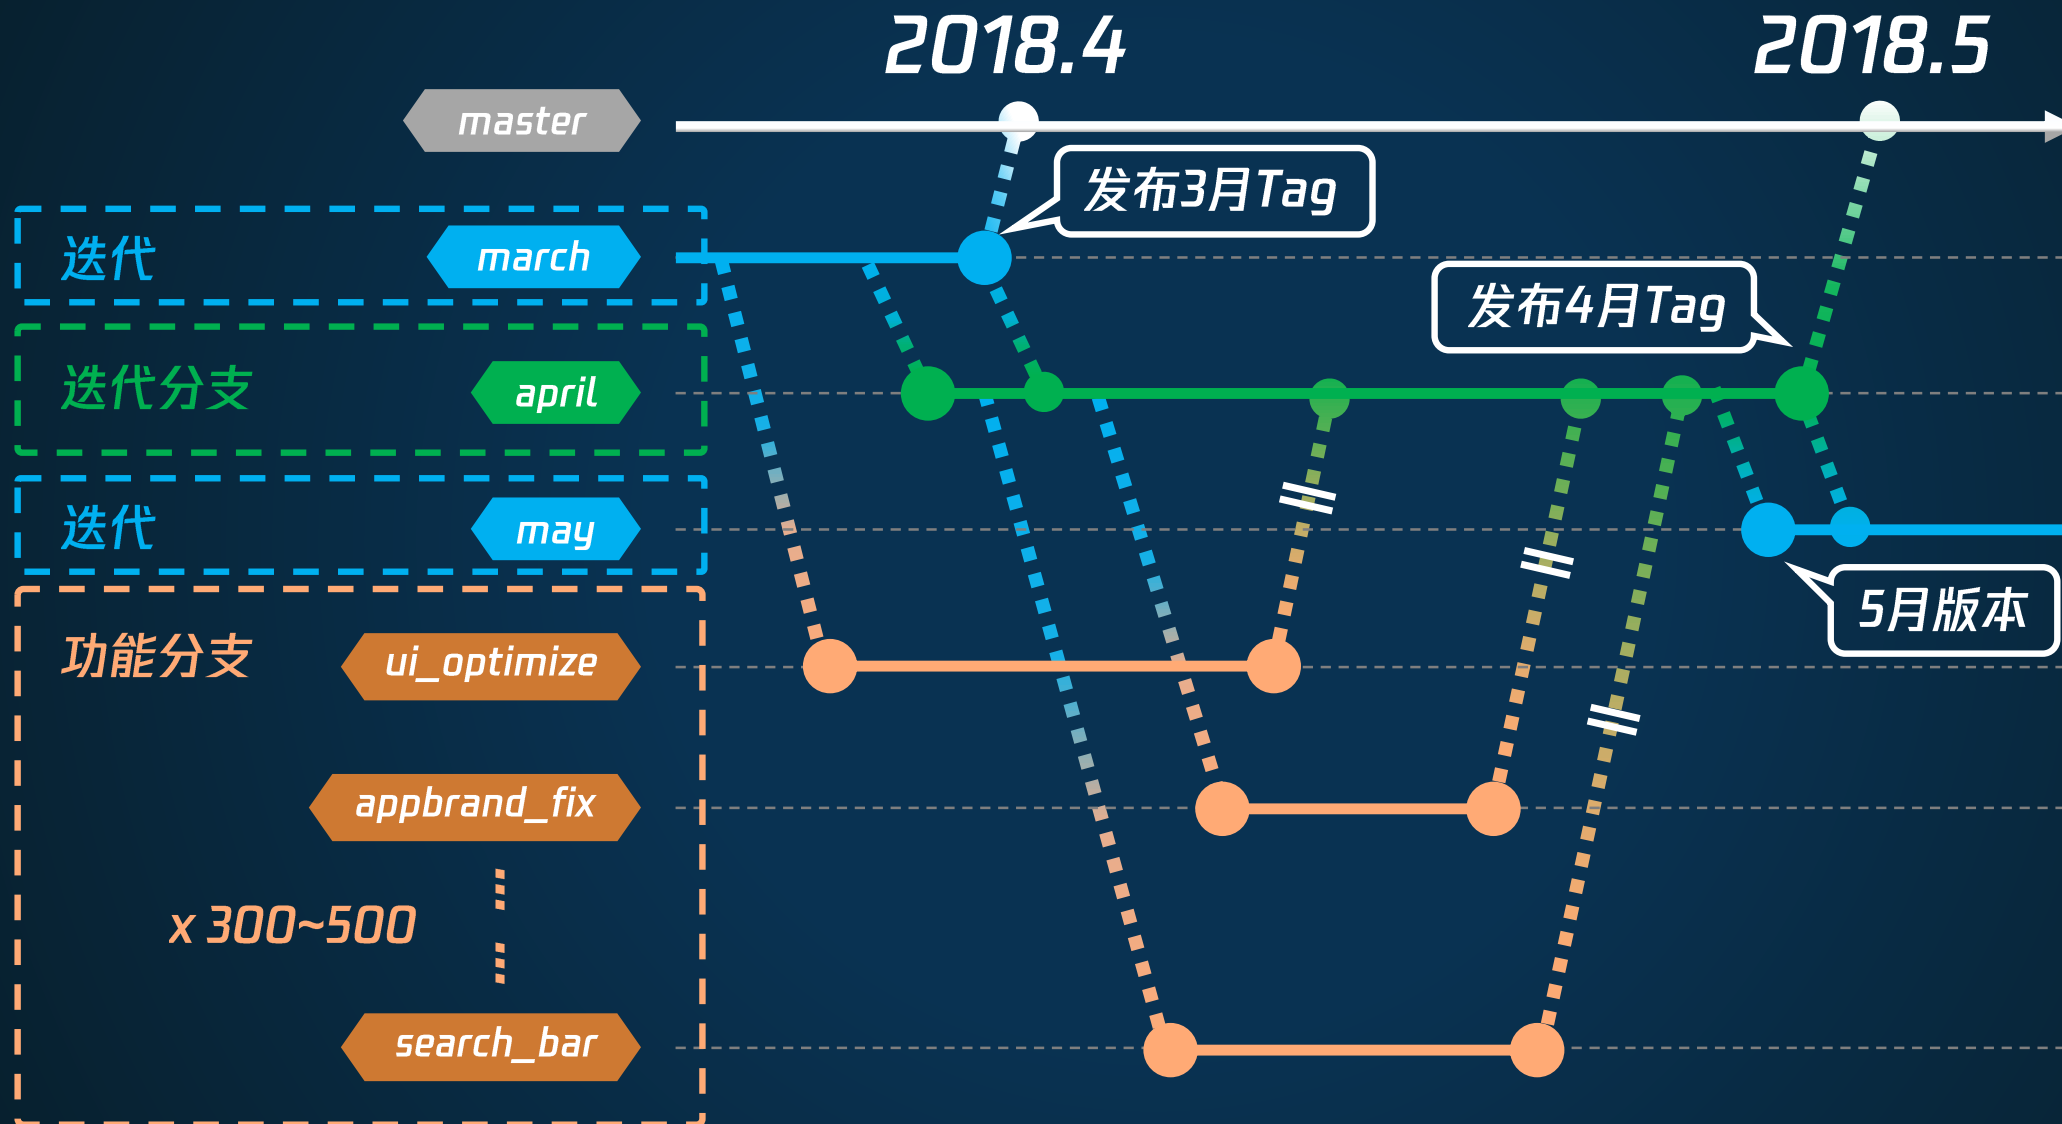 2018.4
2018.5
master
发布3月Tag
迭代
march
发布4月Tag
迭代分支
april
迭代
may
5月版本
功能分支
ui_optimize
appbrand_fix
x 300~500
search_bar